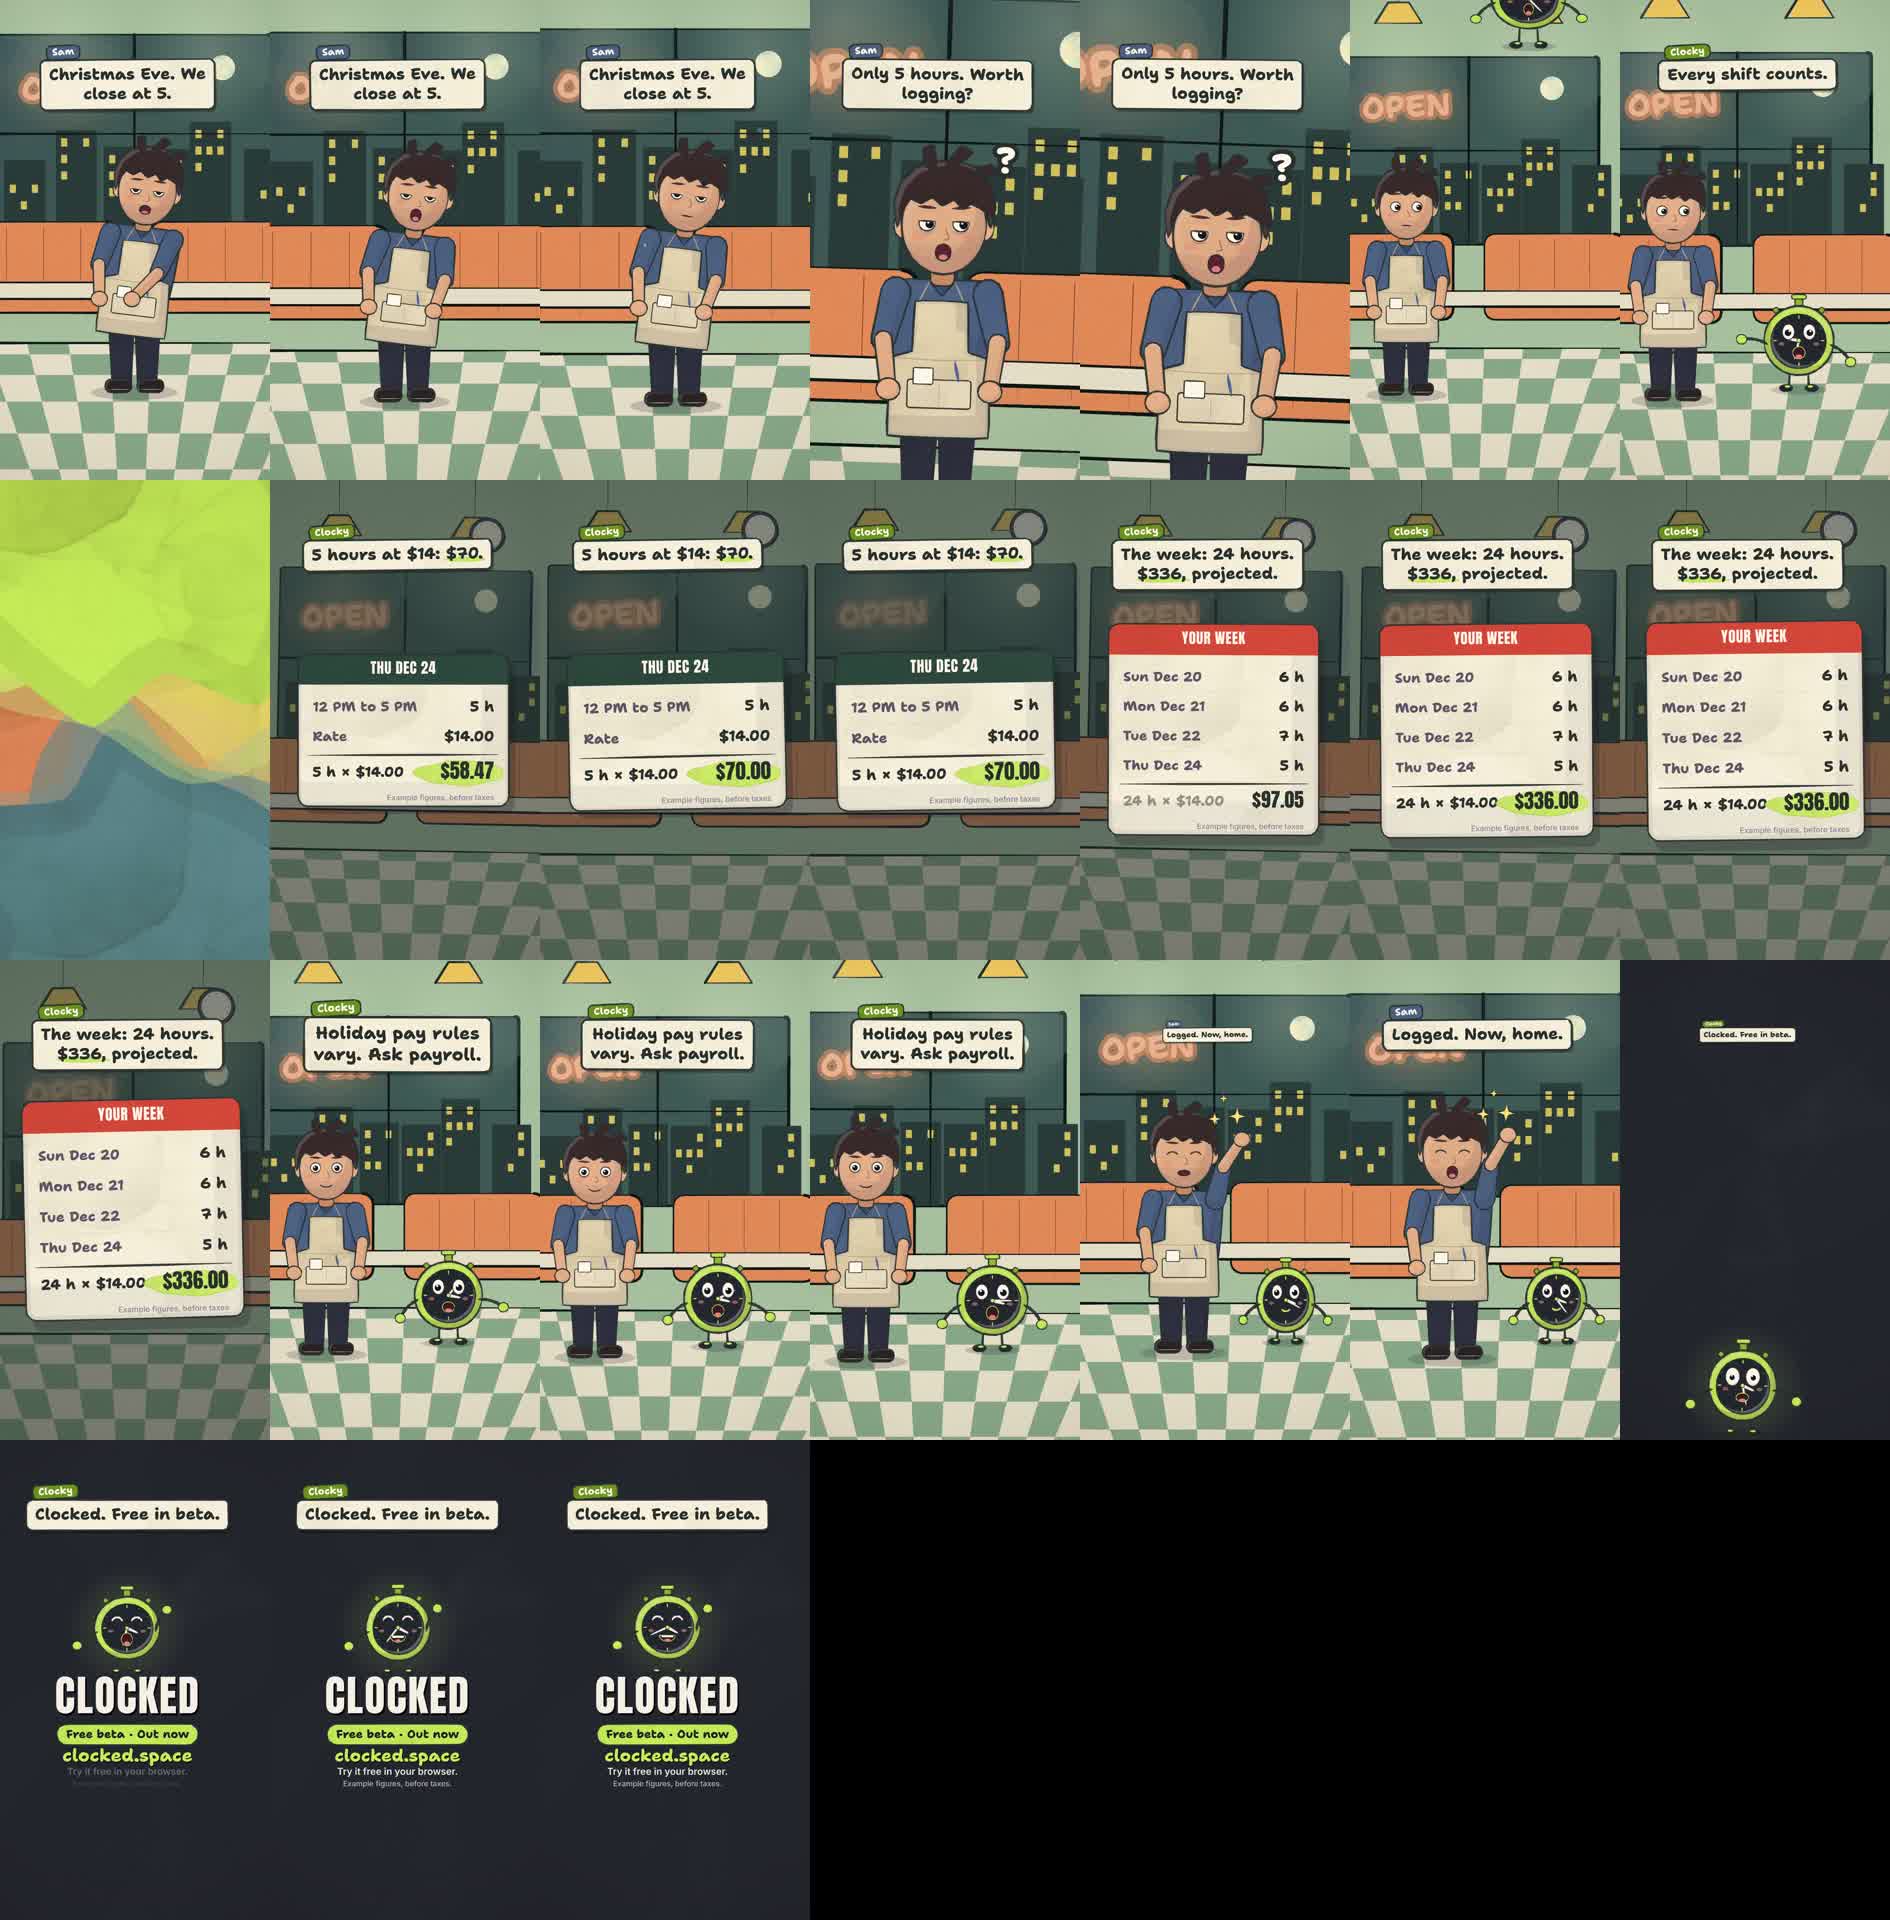 Sam
Christmas Eve. We
close at 5.
Sam
Christmas Eve. We
close at 5.
Sam
Christmas Eve. We
close at 5.
Sam
Only 5 hours. Worth
logging?
?
Sam
Only 5 hours. Worth
logging?
?
OPEN
Clocky
Every shift counts.
OPEN
Clocky
5 hours at $14: $70.
OPEN
THU DEC 24
12 PM to 5 PM 5 h
Rate $14.00
5 h × $14.00 $58.47
Example figures, before taxes
Clocky
5 hours at $14: $70.
OPEN
THU DEC 24
12 PM to 5 PM 5 h
Rate $14.00
5 h × $14.00 $70.00
Example figures, before taxes
Clocky
5 hours at $14: $70.
OPEN
THU DEC 24
12 PM to 5 PM 5 h
Rate $14.00
5 h × $14.00 $70.00
Example figures, before taxes
Clocky
The week: 24 hours.
$336, projected.
OPEN
YOUR WEEK
Sun Dec 20 6 h
Mon Dec 21 6 h
Tue Dec 22 7 h
Thu Dec 24 5 h
24 h × $14.00 $97.05
Example figures, before taxes
Clocky
The week: 24 hours.
$336, projected.
OPEN
YOUR WEEK
Sun Dec 20 6 h
Mon Dec 21 6 h
Tue Dec 22 7 h
Thu Dec 24 5 h
24 h × $14.00 $336.00
Example figures, before taxes
Clocky
The week: 24 hours.
$336, projected.
OPEN
YOUR WEEK
Sun Dec 20 6 h
Mon Dec 21 6 h
Tue Dec 22 7 h
Thu Dec 24 5 h
24 h × $14.00 $336.00
Example figures, before taxes
Clocky
The week: 24 hours.
$336, projected.
OPEN
YOUR WEEK
Sun Dec 20 6 h
Mon Dec 21 6 h
Tue Dec 22 7 h
Thu Dec 24 5 h
24 h × $14.00 $336.00
Example figures, before taxes
Clocky
Holiday pay rules
vary. Ask payroll.
Clocky
Holiday pay rules
vary. Ask payroll.
Clocky
Holiday pay rules
vary. Ask payroll.
Sam
Logged. Now, home.
OPEN
Sam
Logged. Now, home.
OPEN
Clocky
Clocked. Free in beta.
Clocky
Clocked. Free in beta.
CLOCKED
Free beta · Out now
clocked.space
Try it free in your browser.
Clocky
Clocked. Free in beta.
CLOCKED
Free beta · Out now
clocked.space
Try it free in your browser.
Example figures, before taxes.
Clocky
Clocked. Free in beta.
CLOCKED
Free beta · Out now
clocked.space
Try it free in your browser.
Example figures, before taxes.